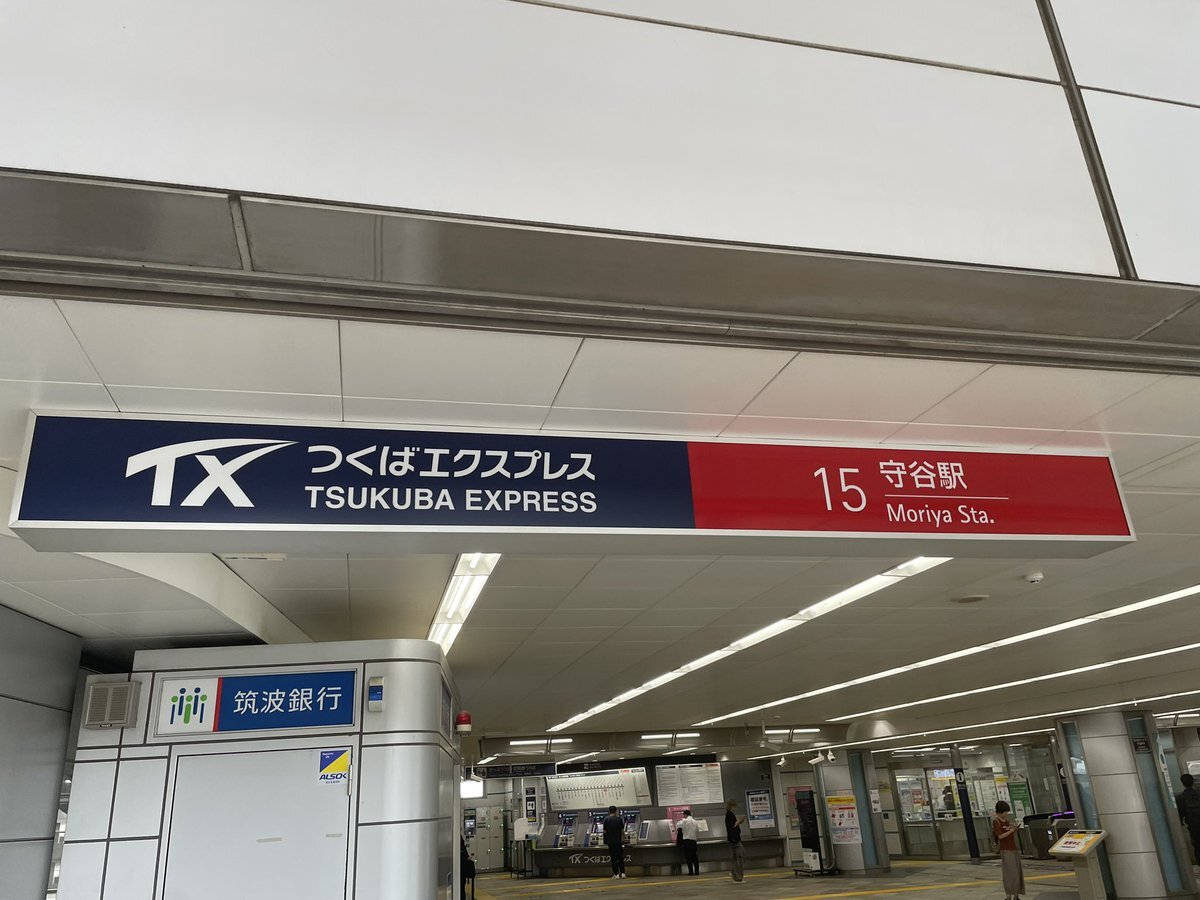 TX
つくばエクスプレス
TSUKUBA EXPRESS
15
守谷駅
Moriya Sta.
筑波銀行
ALSOK
TX つくばエクスプレス